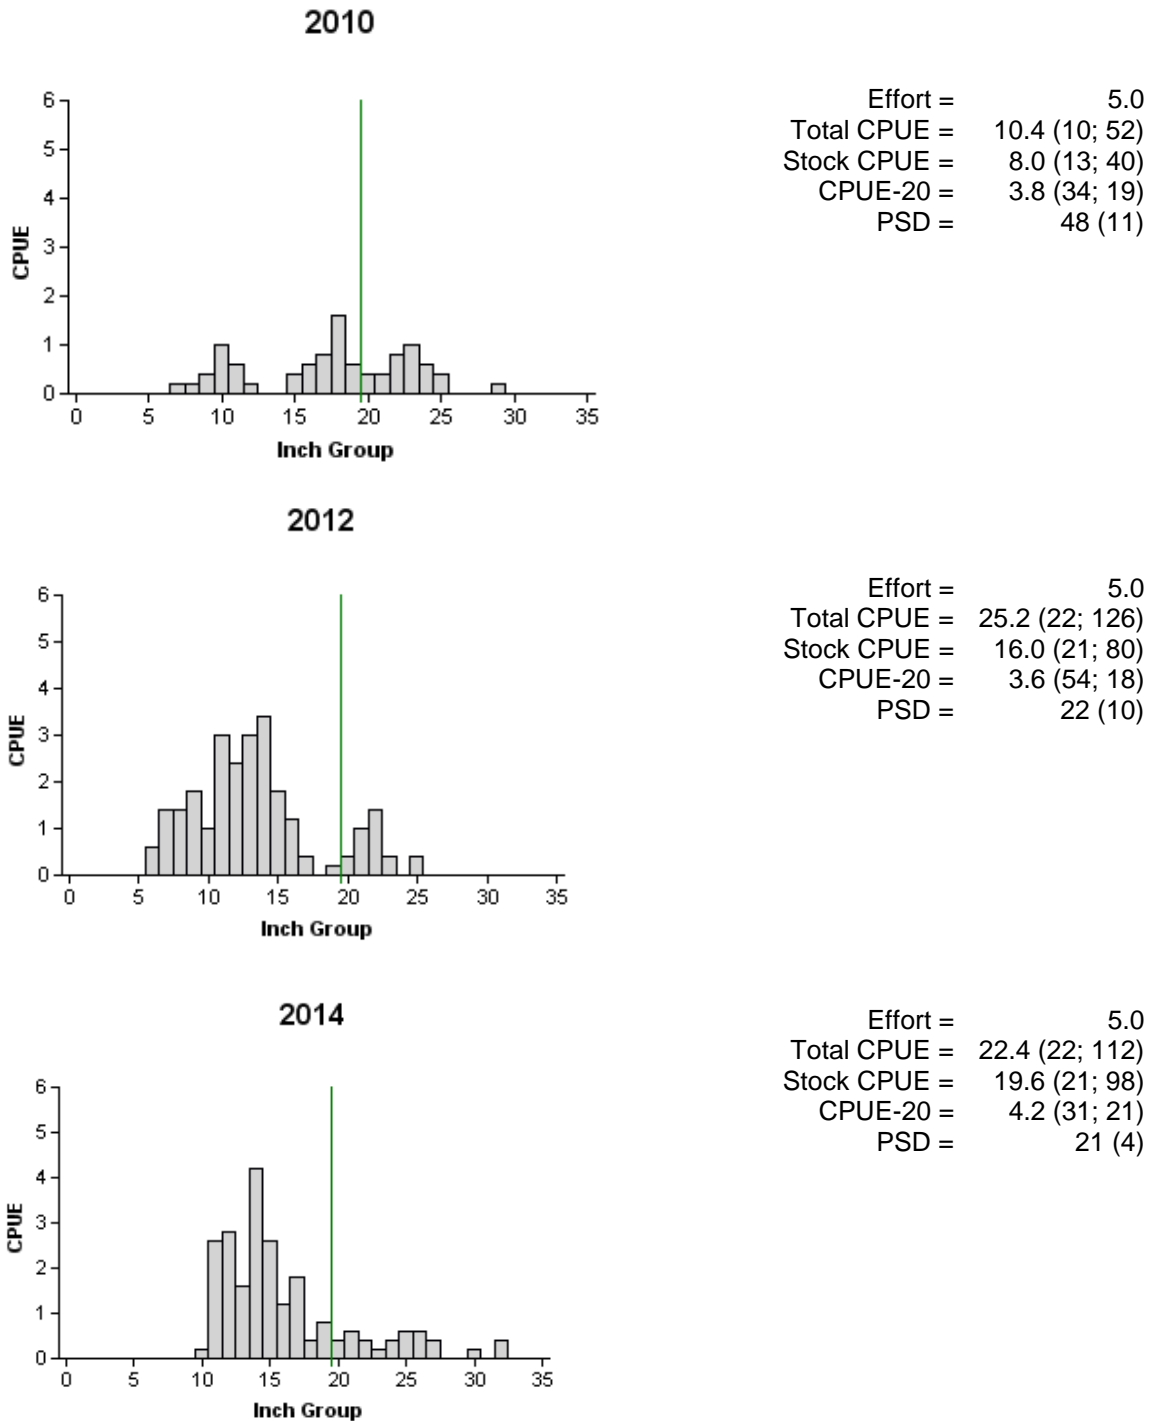 2010
6
5
4
3
2
1
0
CPUE
0 5 10 15 20 25 30 35
Inch Group
Effort = 5.0
Total CPUE = 10.4 (10; 52)
Stock CPUE = 8.0 (13; 40)
CPUE-20 = 3.8 (34; 19)
PSD = 48 (11)
2012
6
5
4
3
2
1
0
CPUE
0 5 10 15 20 25 30 35
Inch Group
Effort = 5.0
Total CPUE = 25.2 (22; 126)
Stock CPUE = 16.0 (21; 80)
CPUE-20 = 3.6 (54; 18)
PSD = 22 (10)
2014
6
5
4
3
2
1
0
CPUE
0 5 10 15 20 25 30 35
Inch Group
Effort = 5.0
Total CPUE = 22.4 (22; 112)
Stock CPUE = 19.6 (21; 98)
CPUE-20 = 4.2 (31; 21)
PSD = 21 (4)